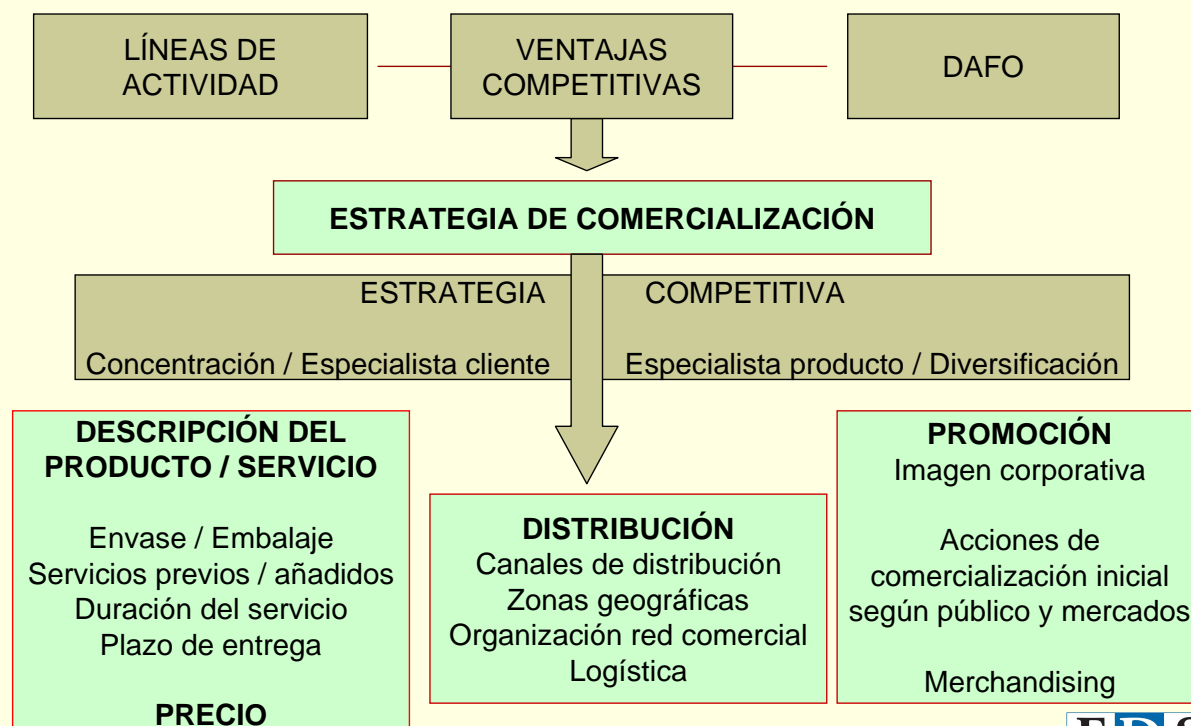 LÍNEAS DE
ACTIVIDAD
VENTAJAS
COMPETITIVAS
DAFO
ESTRATEGIA DE COMERCIALIZACIÓN
ESTRATEGIA COMPETITIVA
Concentración / Especialista cliente
Especialista producto / Diversificación
DESCRIPCIÓN DEL
PRODUCTO / SERVICIO
Envase / Embalaje
Servicios previos / añadidos
Duración del servicio
Plazo de entrega
PRECIO
DISTRIBUCIÓN
Canales de distribución
Zonas geográficas
Organización red comercial
Logística
PROMOCIÓN
Imagen corporativa
Acciones de
comercialización inicial
según público y mercados
Merchandising